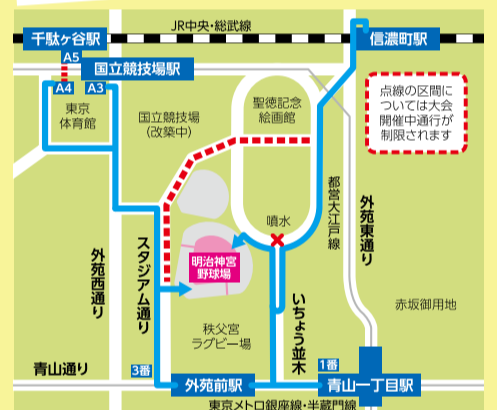 JR中央・総武線
千駄ヶ谷駅
信濃町駅
A5
国立競技場駅
A4
A3
東京
体育館
国立競技場
(改築中)
聖徳記念
絵画館
点線の区間に
ついては大会
開催中通行が
制限されます
都営大江戸線
外苑東通り
噴水
明治神宮
野球場
外苑西通り
スタジアム通り
いちょう並木
赤坂御用地
秩父宮
ラグビー場
青山通り
3番
外苑前駅
1番
青山一丁目駅
東京メトロ銀座線・半蔵門線